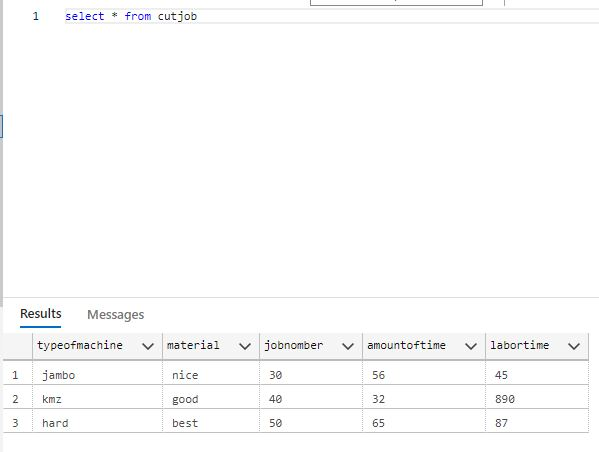 1 select * from cutjob
Results Messages
typeofmachine material jobnomber amountoftime labortime
1 jambo nice 30 56 45
2 kmz good 40 32 890
3 hard best 50 65 87